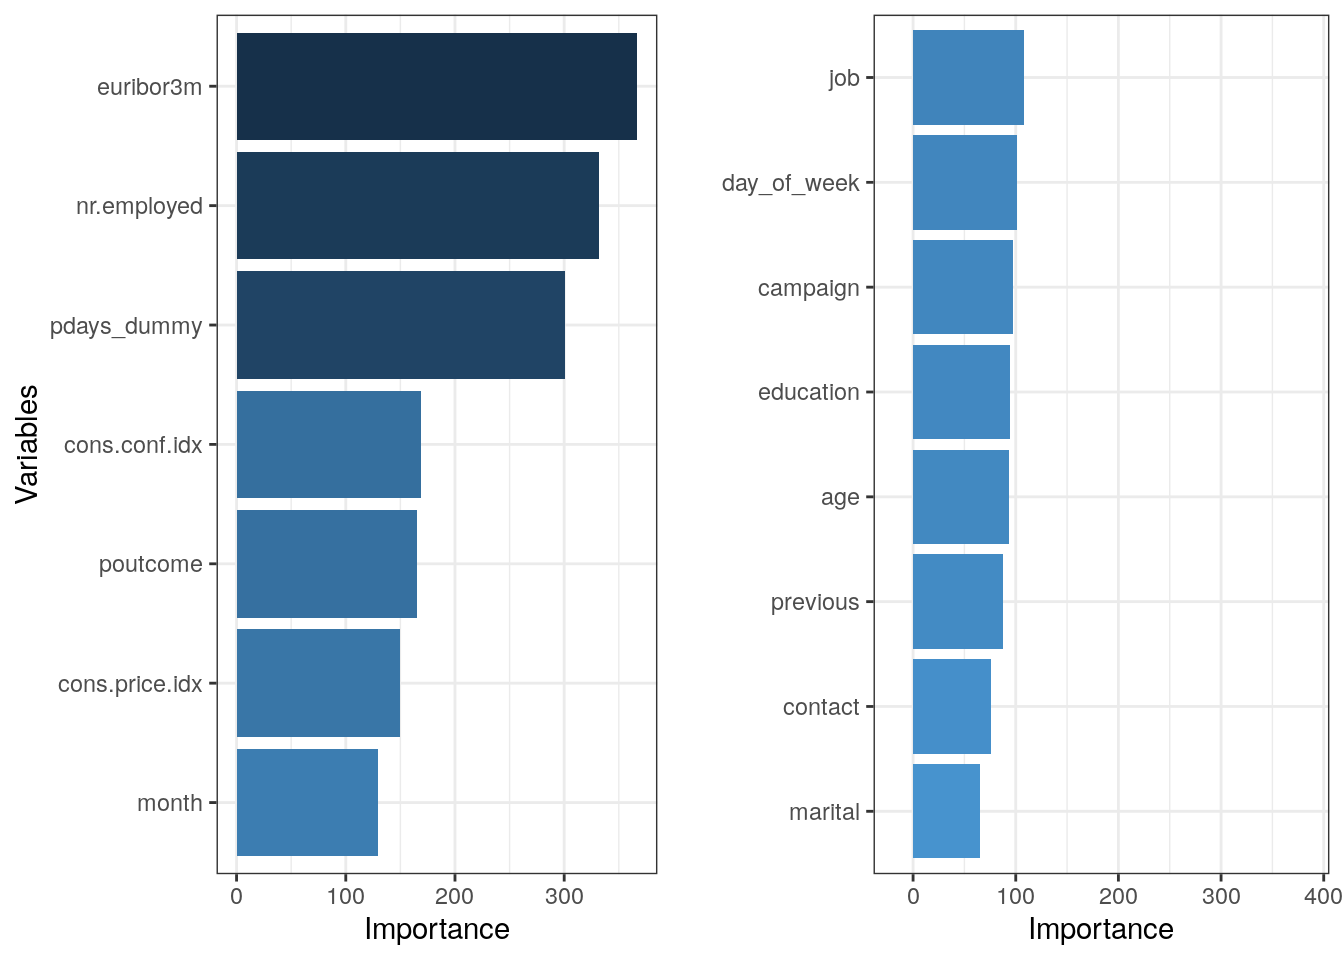 Variables
euribor3m
nr.employed
pdays_dummy
cons.conf.idx
poutcome
cons.price.idx
month
0 100 200 300
Importance
job
day_of_week
campaign
education
age
previous
contact
marital
0 100 200 300 400
Importance